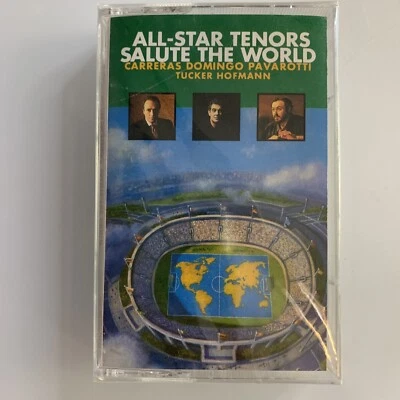 ALL-STAR TENORS
SALUTE THE WORLD
CARRERAS DOMINGO PAVAROTTI
TUCKER HOFMANN